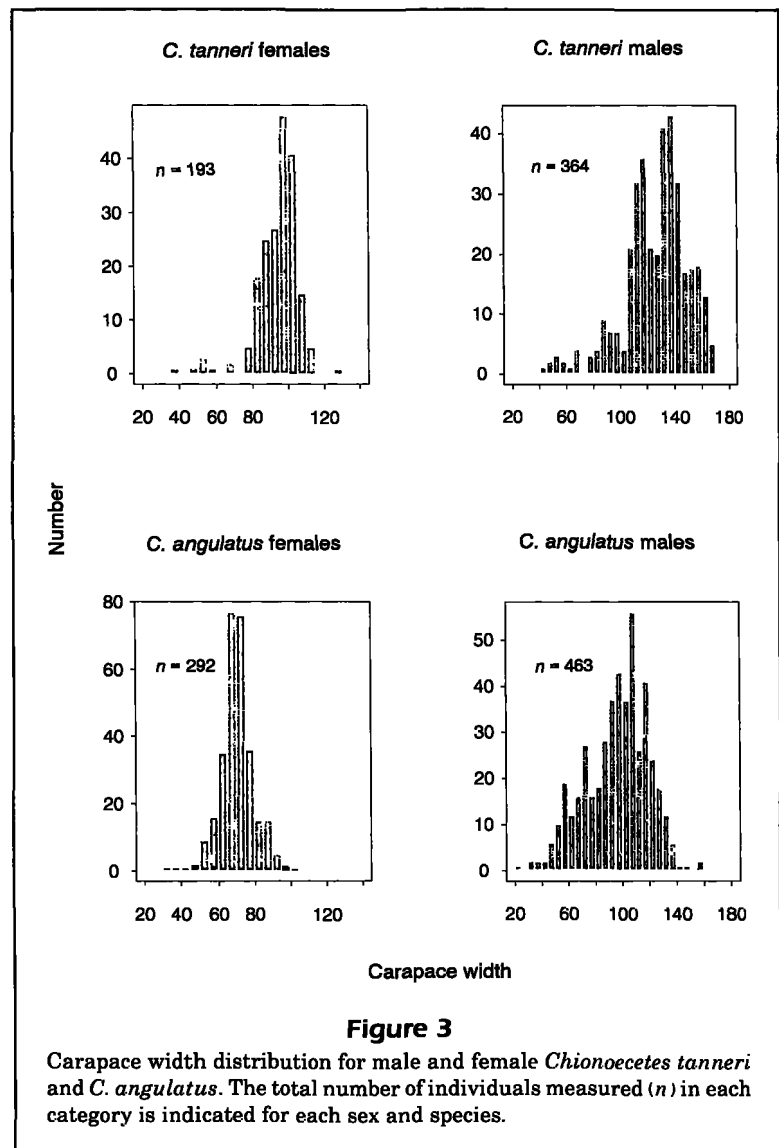 C. tanneri females
C. tanneri males
n = 193
n = 364
40
30
20
10
0
40
30
20
10
0
20 40 60 80 120
20 60 100 140 180
Number
C. angulatus females
C. angulatus males
n = 292
n = 463
80
60
40
20
0
50
40
30
20
10
0
20 40 60 80 120
20 60 100 140 180
Carapace width
Figure 3
Carapace width distribution for male and female Chionoecetes tanneri
and C. angulatus. The total number of individuals measured (n) in each
category is indicated for each sex and species.